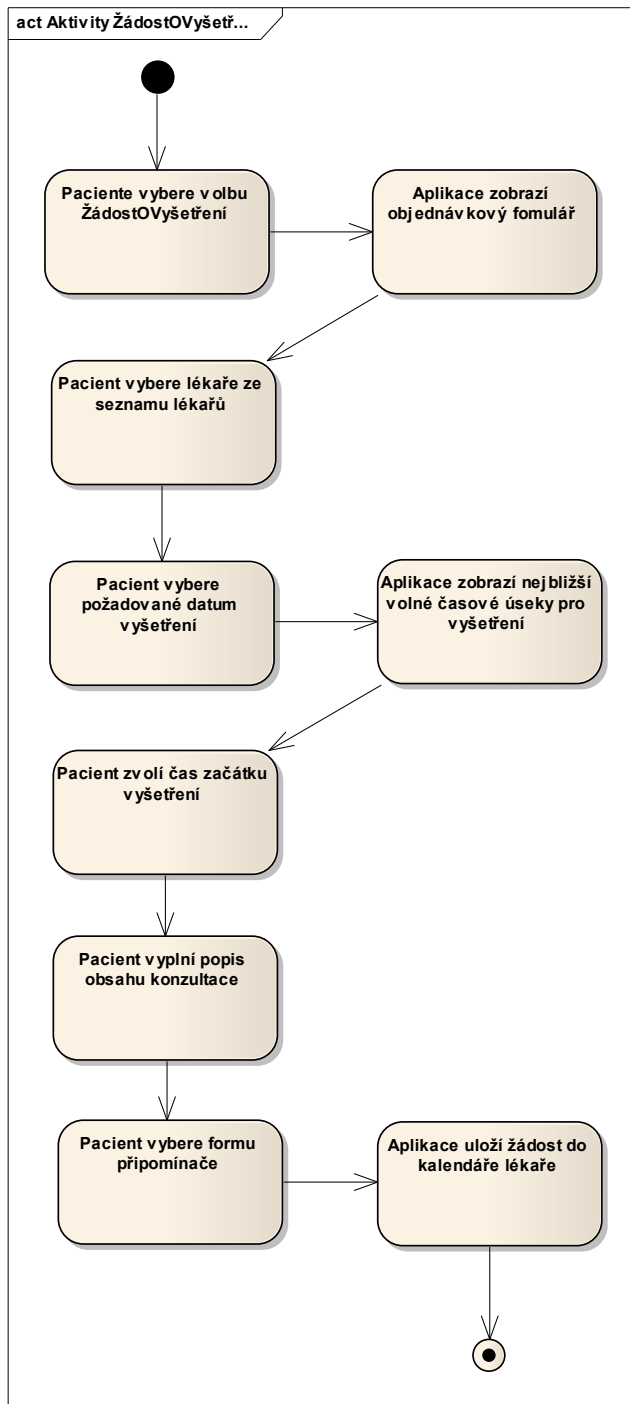 act Aktivity ŽádostOVyšetř...
Paciente vybere volbu
ŽádostOVyšetření
Aplikace zobrazí
objednávkový fomulář
Pacient vybere lékaře ze
seznamu lékařů
Pacient vybere
požadované datum
vyšetření
Aplikace zobrazí nejbližší
volné časové úseky pro
vyšetření
Pacient zvolí čas začátku
vyšetření
Pacient vyplní popis
obsahu konzultace
Pacient vybere formu
připomínače
Aplikace uloží žádost do
kalendáře lékaře